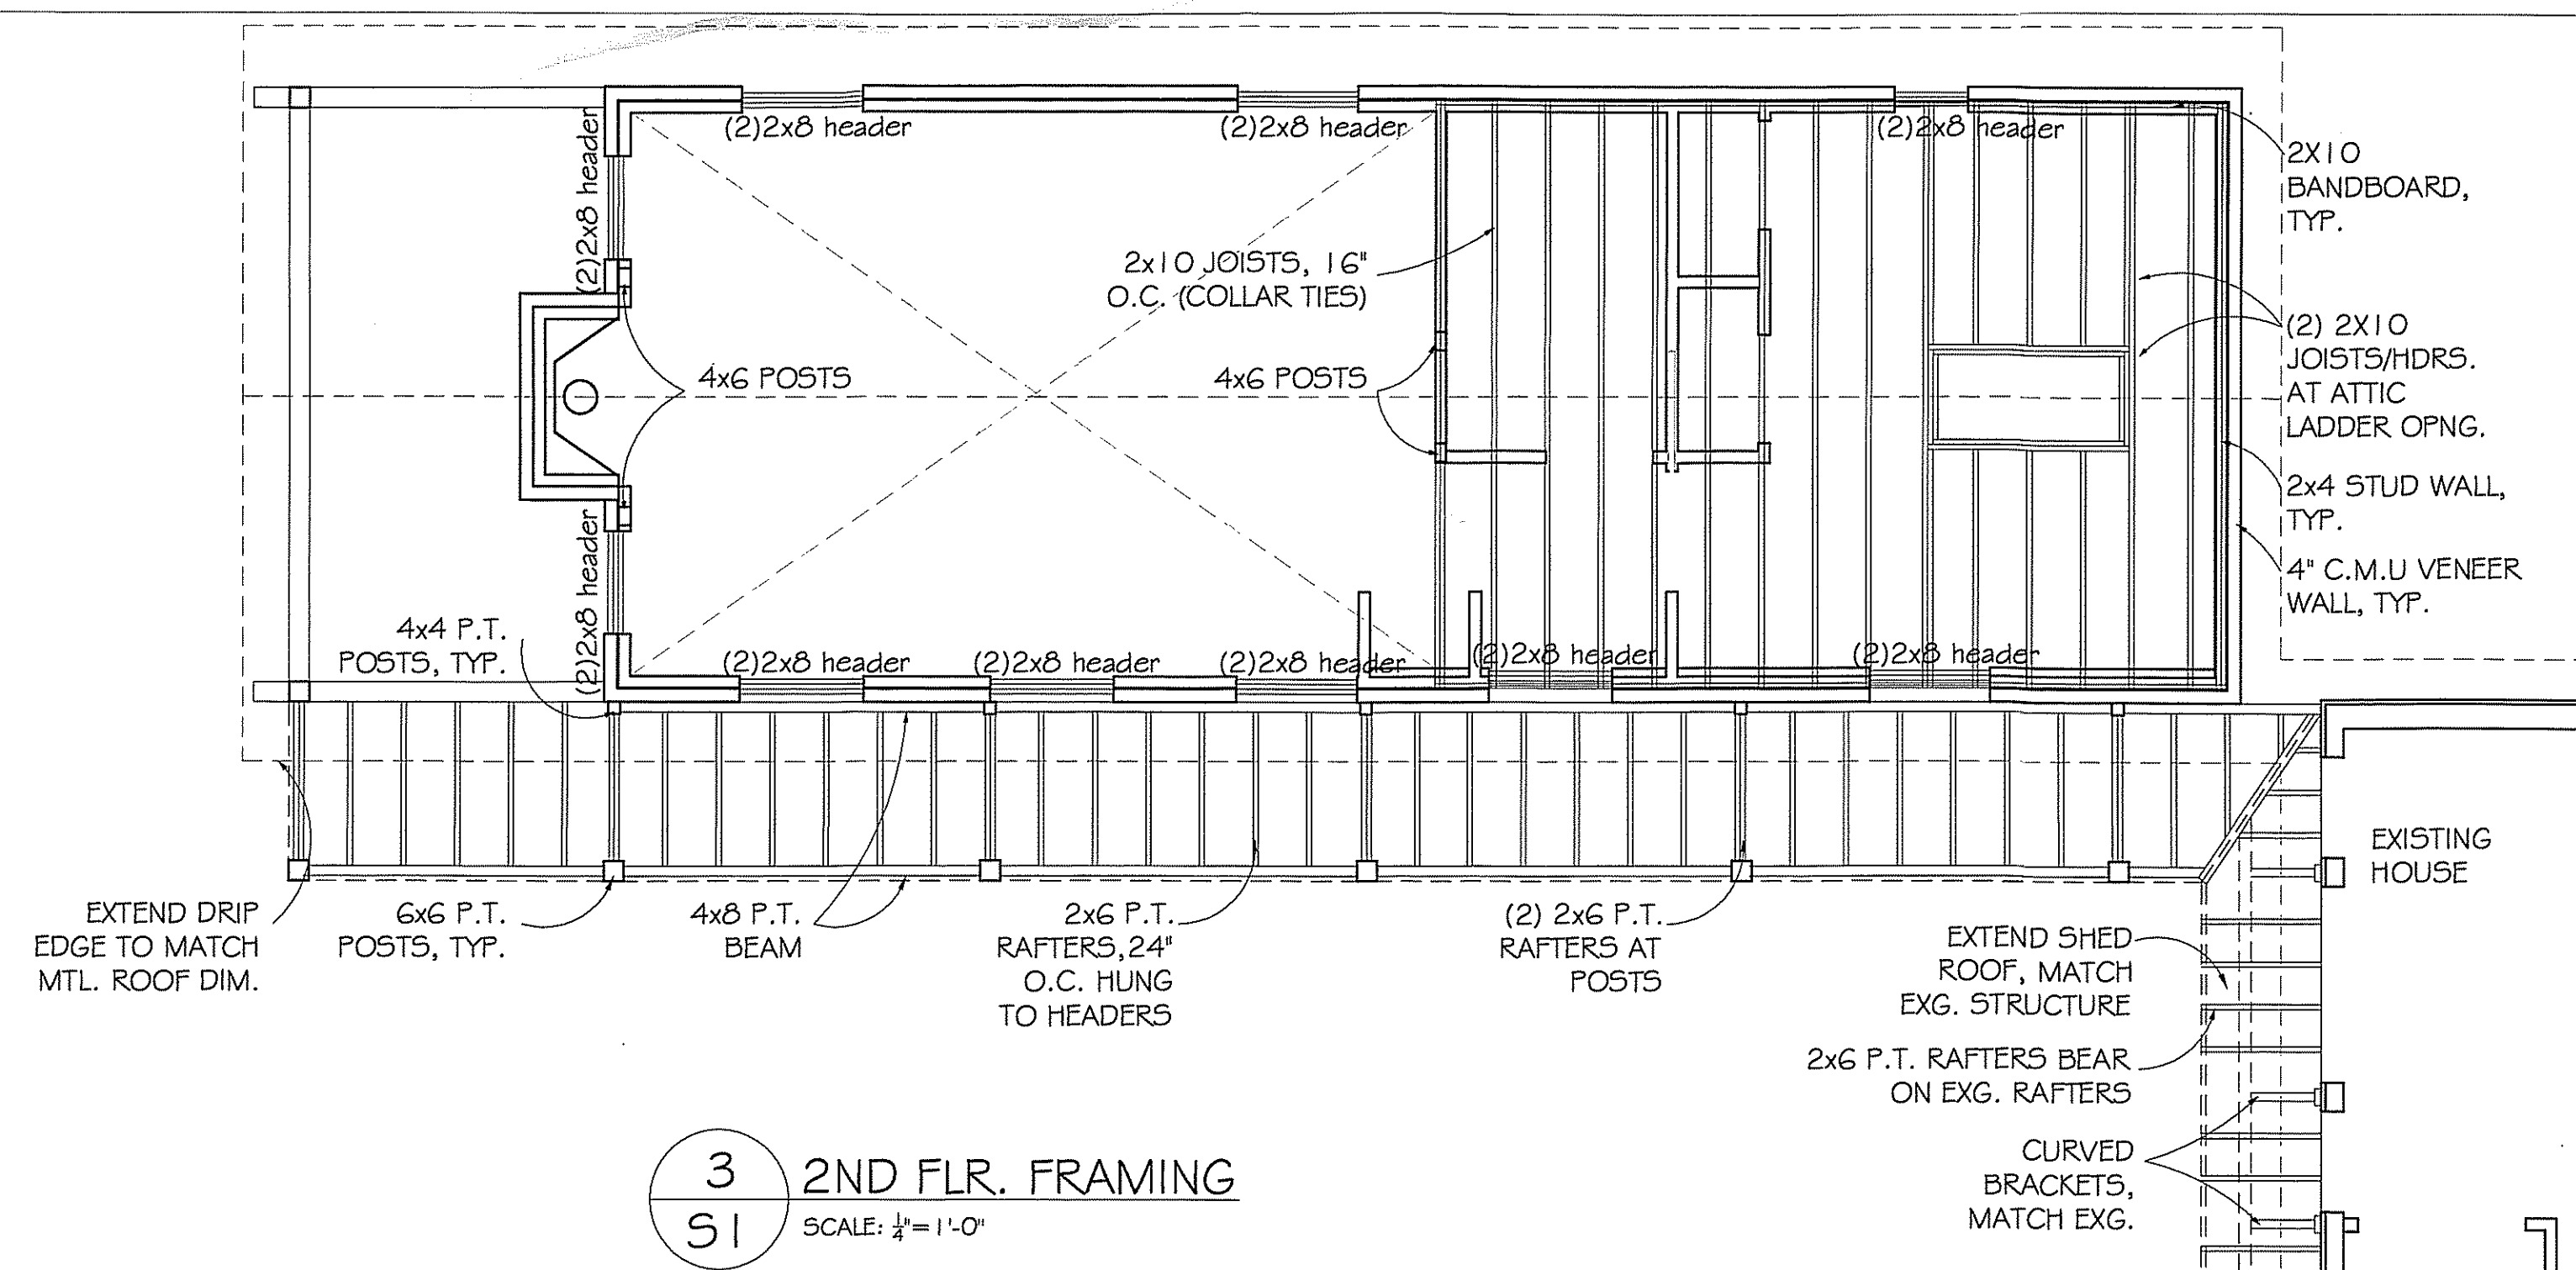 (2)2x8 header
(2)2x8 header
(2)2x8 header
(2)2x8 header
2X10
BANDBOARD,
TYP.
2x10 JOISTS, 16"
O.C. (COLLAR TIES)
(2) 2X10
JOISTS/HDRS.
AT ATTIC
LADDER OPNG.
4x6 POSTS
4x6 POSTS
2x4 STUD WALL,
TYP.
4" C.M.U VENEER
WALL, TYP.
(2)2x8 header
4x4 P.T.
POSTS, TYP.
(2)2x8 header
(2)2x8 header
(2)2x8 header
(2)2x8 header
(2)2x8 header
EXISTING
HOUSE
EXTEND DRIP
EDGE TO MATCH
MTL. ROOF DIM.
6x6 P.T.
POSTS, TYP.
4x8 P.T.
BEAM
2x6 P.T.
RAFTERS,24"
O.C. HUNG
TO HEADERS
(2) 2x6 P.T.
RAFTERS AT
POSTS
EXTEND SHED
ROOF, MATCH
EXG. STRUCTURE
2x6 P.T. RAFTERS BEAR
ON EXG. RAFTERS
CURVED
BRACKETS,
MATCH EXG.
3
S1
2ND FLR. FRAMING
SCALE: ¼"=1'-0"